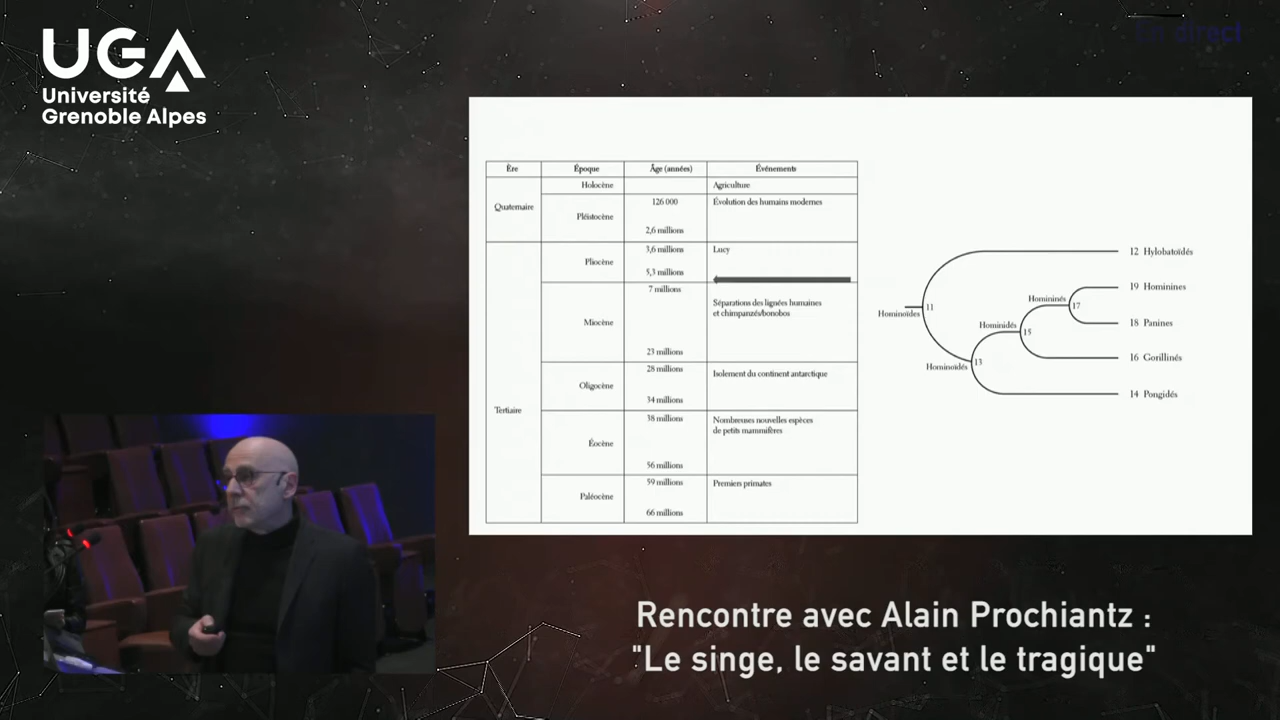 UGA
Université
Grenoble Alpes
En direct
Ère Époque Âge (années) Événements
Holocène Agriculture
Quaternaire
Pléistocène
126 000 Évolution des humains modernes
2,6 millions
Pliocène
3,6 millions Lucy
5,3 millions
Miocène
7 millions
Séparations des lignées humaines
et chimpanzés/bonobos
23 millions
Tertiaire
Oligocène
28 millions Isolement du continent antarctique
34 millions
Éocène
38 millions Nombreuses nouvelles espèces
de petits mammifères
56 millions
Paléocène
59 millions Premiers primates
66 millions
Hominoïdes
11
12 Hylobatoïdés
Hominoïdés
13
Hominidés
15
Hominínés
17
19 Hominines
18 Panines
16 Gorillinés
14 Pongidés
Rencontre avec Alain Prochiantz :
"Le singe, le savant et le tragique"